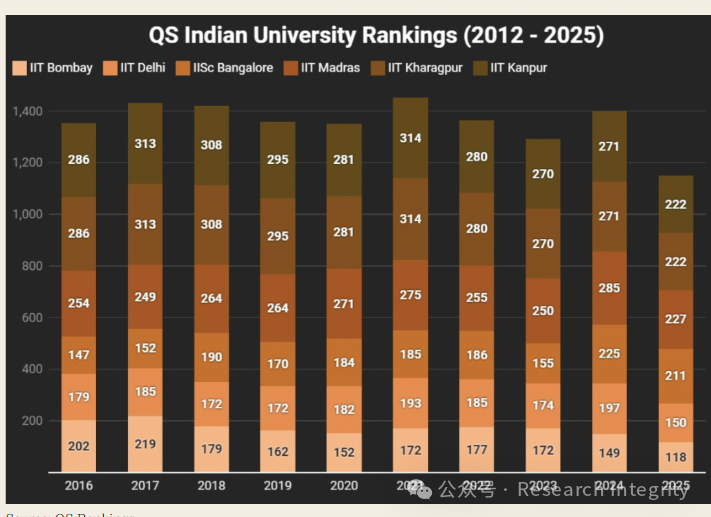 QS Indian University Rankings (2012 - 2025)
IIT Bombay IIT Delhi IISc Bangalore IIT Madras IIT Kharagpur IIT Kanpur
1,400
1,200
1,000
800
600
400
200
286 313 308 295 281 314 280 270 271 222
286 313 308 295 281 314 280 270 271 222
254 249 264 264 271 275 255 250 285 227
147 152 190 170 184 185 186 155 225 211
179 185 172 172 182 193 185 174 197 150
202 219 179 162 152 172 177 172 149 118
2016 2017 2018 2019 2020 2021 2022 2023 2024 2025
公众号 · Research Integrity